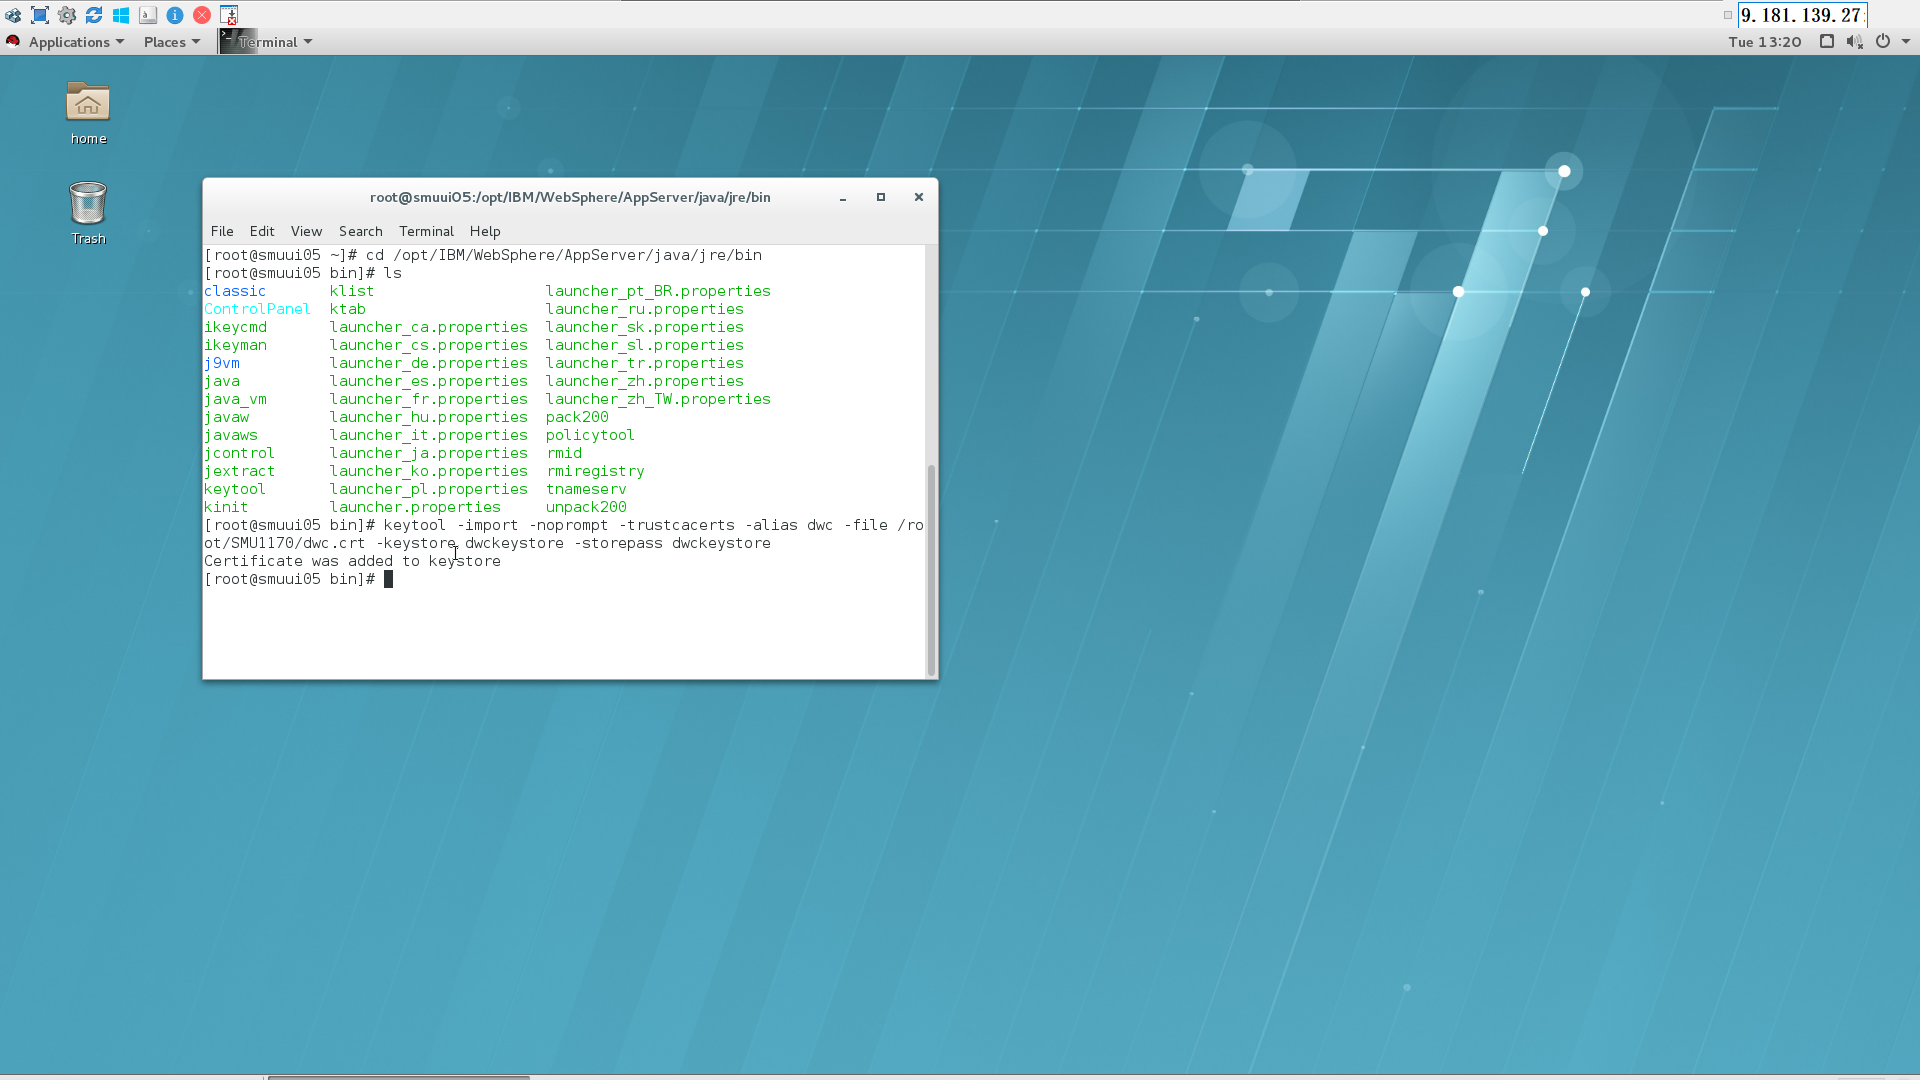 9.181.139.27:
Applications Places Terminal
Tue 13:20
home
Trash
root@smuui05:/opt/IBM/WebSphere/AppServer/java/jre/bin
File Edit View Search Terminal Help
[root@smuui05 ~]# cd /opt/IBM/WebSphere/AppServer/java/jre/bin
[root@smuui05 bin]# ls
classic klist launcher_pt_BR.properties
ControlPanel ktab launcher_ru.properties
ikeycmd launcher_ca.properties launcher_sk.properties
ikeyman launcher_cs.properties launcher_sl.properties
j9vm launcher_de.properties launcher_tr.properties
java launcher_es.properties launcher_zh.properties
java_vm launcher_fr.properties launcher_zh_TW.properties
javaw launcher_hu.properties pack200
javaws launcher_it.properties policytool
jcontrol launcher_ja.properties rmid
jextract launcher_ko.properties rmiregistry
keytool launcher_pl.properties tnameserv
kinit launcher.properties unpack200
[root@smuui05 bin]# keytool -import -noprompt -trustcacerts -alias dwc -file /ro
ot/SMU1170/dwc.crt -keystore dwckeystore -storepass dwckeystore
Certificate was added to keystore
[root@smuui05 bin]#